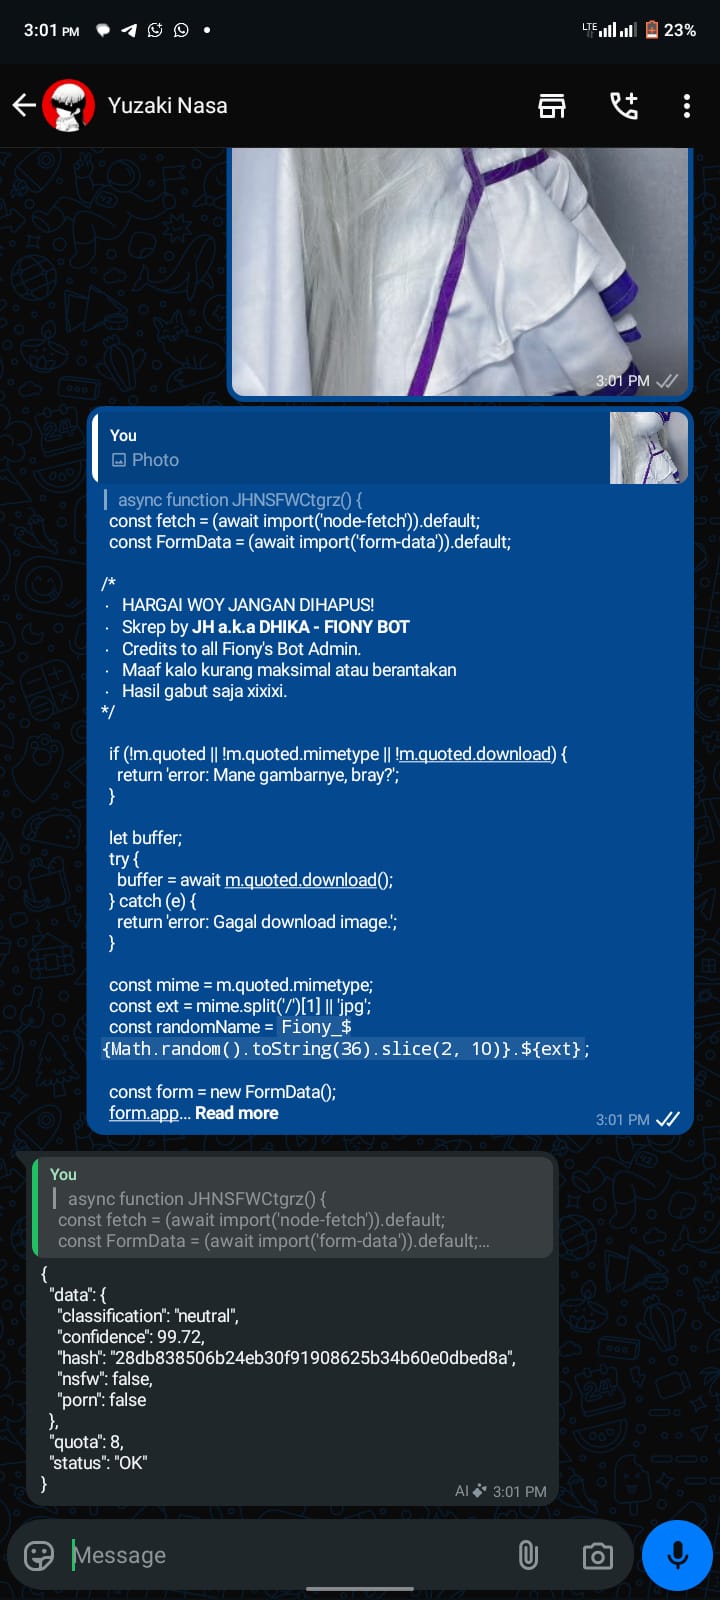 3:01 PM
LTE
23%
Yuzaki Nasa
3:01 PM
You
Photo
async function JHNSFWCtgrz() {
const fetch = (await import('node-fetch')).default;
const FormData = (await import('form-data')).default;
/*
· HARGAI WOY JANGAN DIHAPUS!
· Skrep by JH a.k.a DHIKA - FIONY BOT
· Credits to all Fiony's Bot Admin.
· Maaf kalo kurang maksimal atau berantakan
· Hasil gabut saja xixixi.
*/
if (!m.quoted || !m.quoted.mimetype || !m.quoted.download) {
return 'error: Mane gambarnye, bray?';
}
let buffer;
try {
buffer = await m.quoted.download();
} catch (e) {
return 'error: Gagal download image.';
}
const mime = m.quoted.mimetype;
const ext = mime.split('/')[1] || 'jpg';
const randomName = Fiony_$
{Math.random().toString(36).slice(2, 10)}.${ext};
const form = new FormData();
form.app... Read more
3:01 PM
You
async function JHNSFWCtgrz() {
const fetch = (await import('node-fetch')).default;
const FormData = (await import('form-data')).default;...
{
"data": {
"classification": "neutral",
"confidence": 99.72,
"hash": "28db838506b24eb30f91908625b34b60e0dbed8a",
"nsfw": false,
"porn": false
},
"quota": 8,
"status": "OK"
}
AI 3:01 PM
Message